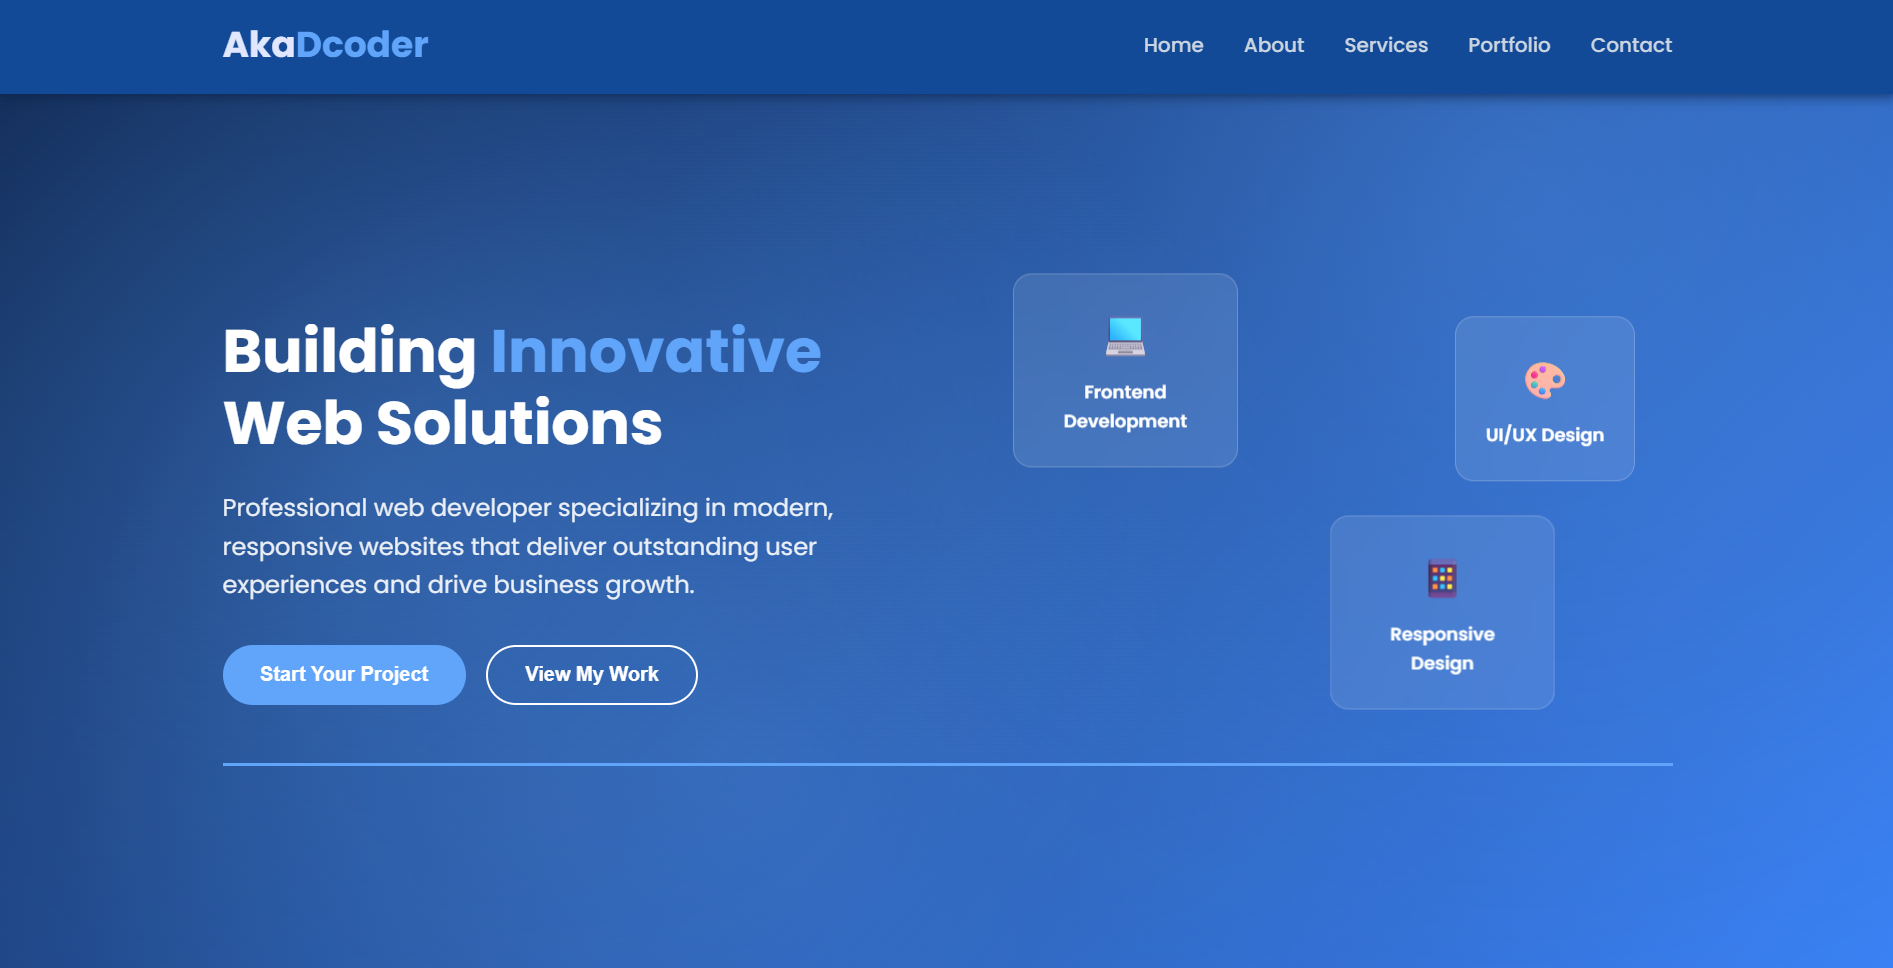 AkaDcoder
Home About Services Portfolio Contact
Building Innovative
Web Solutions
Professional web developer specializing in modern,
responsive websites that deliver outstanding user
experiences and drive business growth.
Start Your Project View My Work
Frontend
Development
UI/UX Design
Responsive
Design